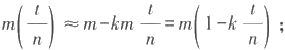 m(t/n) ≈ m−km t/n = m(1−k t/n) ;